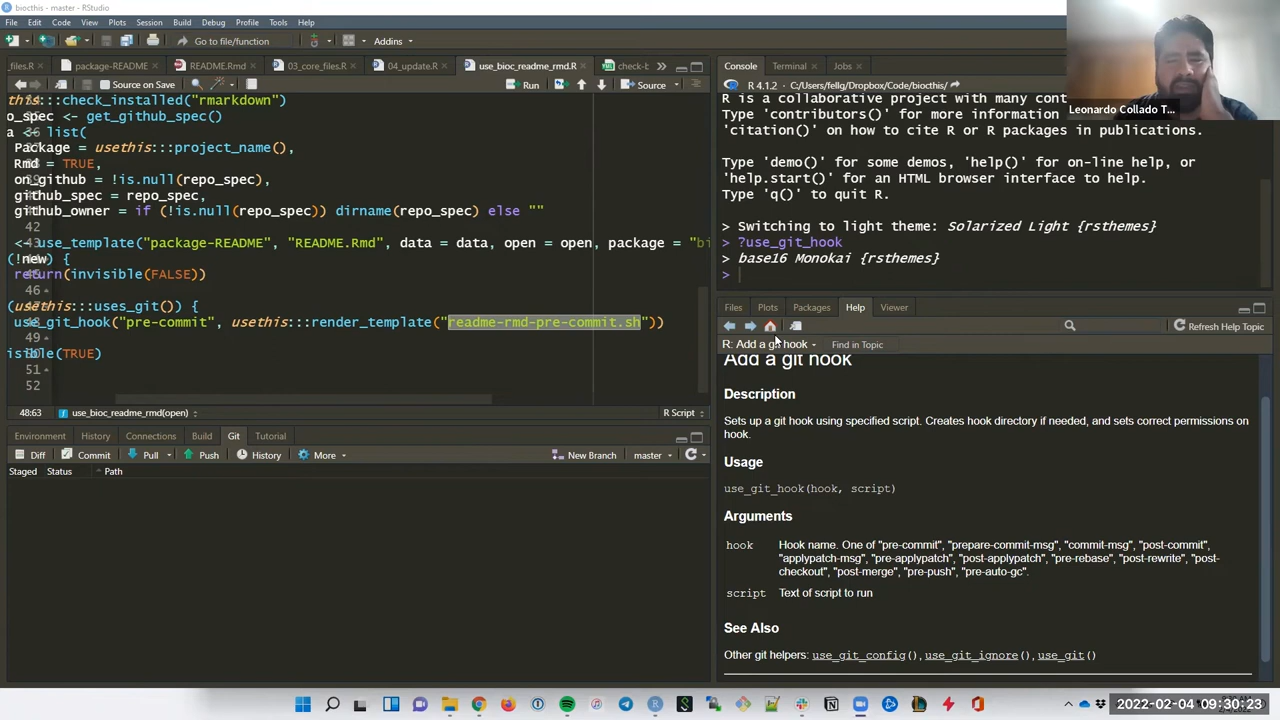 biocthis - master - RStudio
File Edit Code View Plots Session Build Debug Profile Tools Help
Go to file/function Addins
_files.R package-README README.Rmd 03_core_files.R 04_update.R use_bioc_readme_rmd.R check-b
Source on Save Run Source
this:::check_installed("rmarkdown")
o_spec <- get_github_spec()
a list(
Package = usethis:::project_name(),
Rmd = TRUE,
on_github = !is.null(repo_spec),
github_spec = repo_spec,
github_owner = if (!is.null(repo_spec)) dirname(repo_spec) else ""
42
<- use_template("package-README", "README.Rmd", data = data, open = open, package = "bi
(!new) {
return(invisible(FALSE))
46
(usethis:::uses_git()) {
use_git_hook("pre-commit", usethis:::render_template("readme-rmd-pre-commit.sh"))
49
isible(TRUE)
51
52
48:63 use_bioc_readme_rmd(open) R Script
Environment History Connections Build Git Tutorial
Diff Commit Pull Push History More New Branch master
Staged Status Path
Console Terminal Jobs
R 4.1.2 · C:/Users/fellg/Dropbox/Code/biocthis/
R is a collaborative project with many cont
Type 'contributors()' for more information
'citation()' on how to cite R or R packages in publications.
Type 'demo()' for some demos, 'help()' for on-line help, or
'help.start()' for an HTML browser interface to help.
Type 'q()' to quit R.
> Switching to light theme: Solarized Light {rsthemes}
> ?use_git_hook
> base16 Monokai {rsthemes}
>
Leonardo Collado T...
Files Plots Packages Help Viewer
Refresh Help Topic
R: Add a git hook Find in Topic
Add a git hook
Description
Sets up a git hook using specified script. Creates hook directory if needed, and sets correct permissions on
hook.
Usage
use_git_hook(hook, script)
Arguments
hook Hook name. One of "pre-commit", "prepare-commit-msg", "commit-msg", "post-commit",
"applypatch-msg", "pre-applypatch", "post-applypatch", "pre-rebase", "post-rewrite", "post-
checkout", "post-merge", "pre-push", "pre-auto-gc".
script Text of script to run
See Also
Other git helpers: use_git_config(), use_git_ignore(), use_git()
2022-02-04 09:30:23